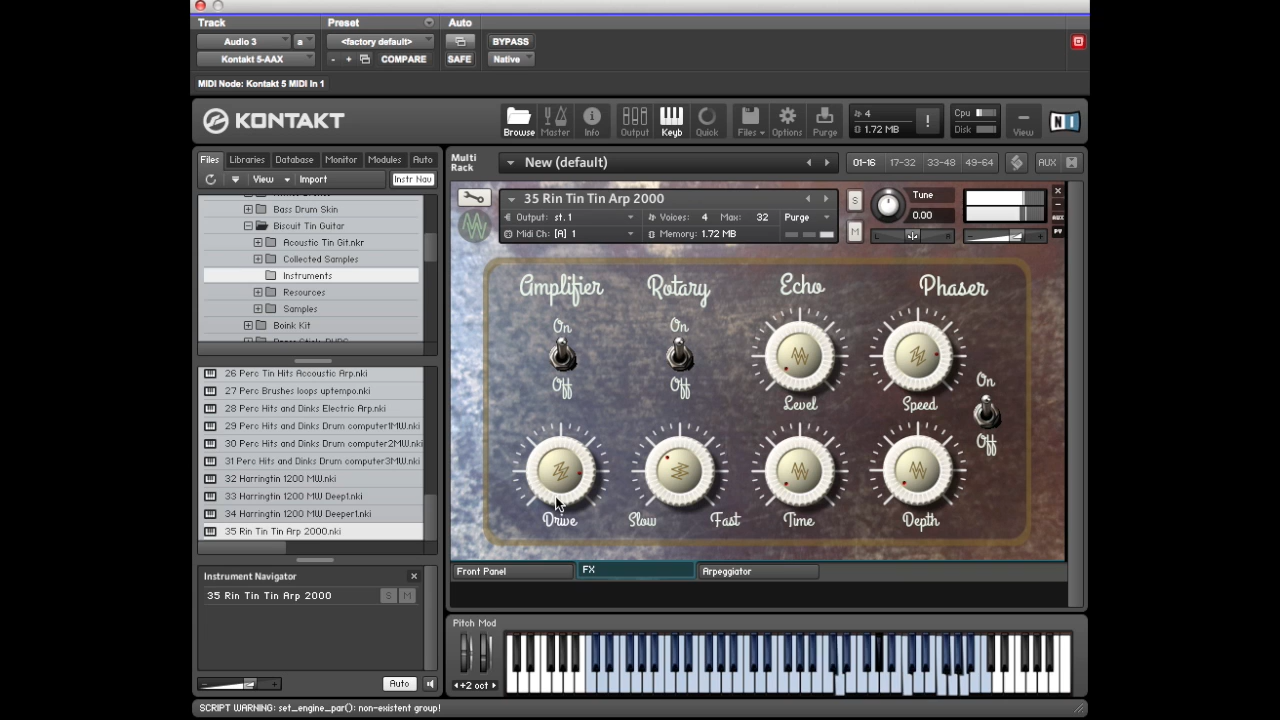 Track
Preset
Auto
Audio 3
a
<factory default>
BYPASS
Kontakt 5-AAX
- + COMPARE
SAFE
Native
MIDI Node: Kontakt 5 MIDI In 1
KONTAKT
Browse
Master
Info
Output
Keyb
Quick
Files
Options
Purge
4
1.72 MB
!
Cpu
Disk
View
NI
Files
Libraries
Database
Monitor
Modules
Auto
View
Import
Instr Nav
Multi Rack
New (default)
01-16
17-32
33-48
49-64
AUX
Bass Drum Skin
Biscuit Tin Guitar
Acoustic Tin Git.nkr
Collected Samples
Instruments
Resources
Samples
Boink Kit
35 Rin Tin Tin Arp 2000
Output: st. 1
Voices: 4 Max: 32
Purge
Midi Ch: [A] 1
Memory: 1.72 MB
S
M
Tune
0.00
L
R
AUX
PV
Amplifier
Rotary
Echo
Phaser
On
On
Off
Off
Level
Speed
On
Off
Drive
Slow
Fast
Time
Depth
Front Panel
FX
Arpeggiator
26 Perc Tin Hits Accoustic Arp.nki
27 Perc Brushes loops uptempo.nki
28 Perc Hits and Dinks Electric Arp.nki
29 Perc Hits and Dinks Drum computer1MW.nki
30 Perc Hits and Dinks Drum computer2MW.nki
31 Perc Hits and Dinks Drum computer3MW.nki
32 Harringtin 1200 MW.nki
33 Harringtin 1200 MW Deep1.nki
34 Harringtin 1200 MW Deeper1.nki
35 Rin Tin Tin Arp 2000.nki
Instrument Navigator
35 Rin Tin Tin Arp 2000
S
M
Auto
Pitch Mod
+2 oct
SCRIPT WARNING: set_engine_par(): non-existent group!